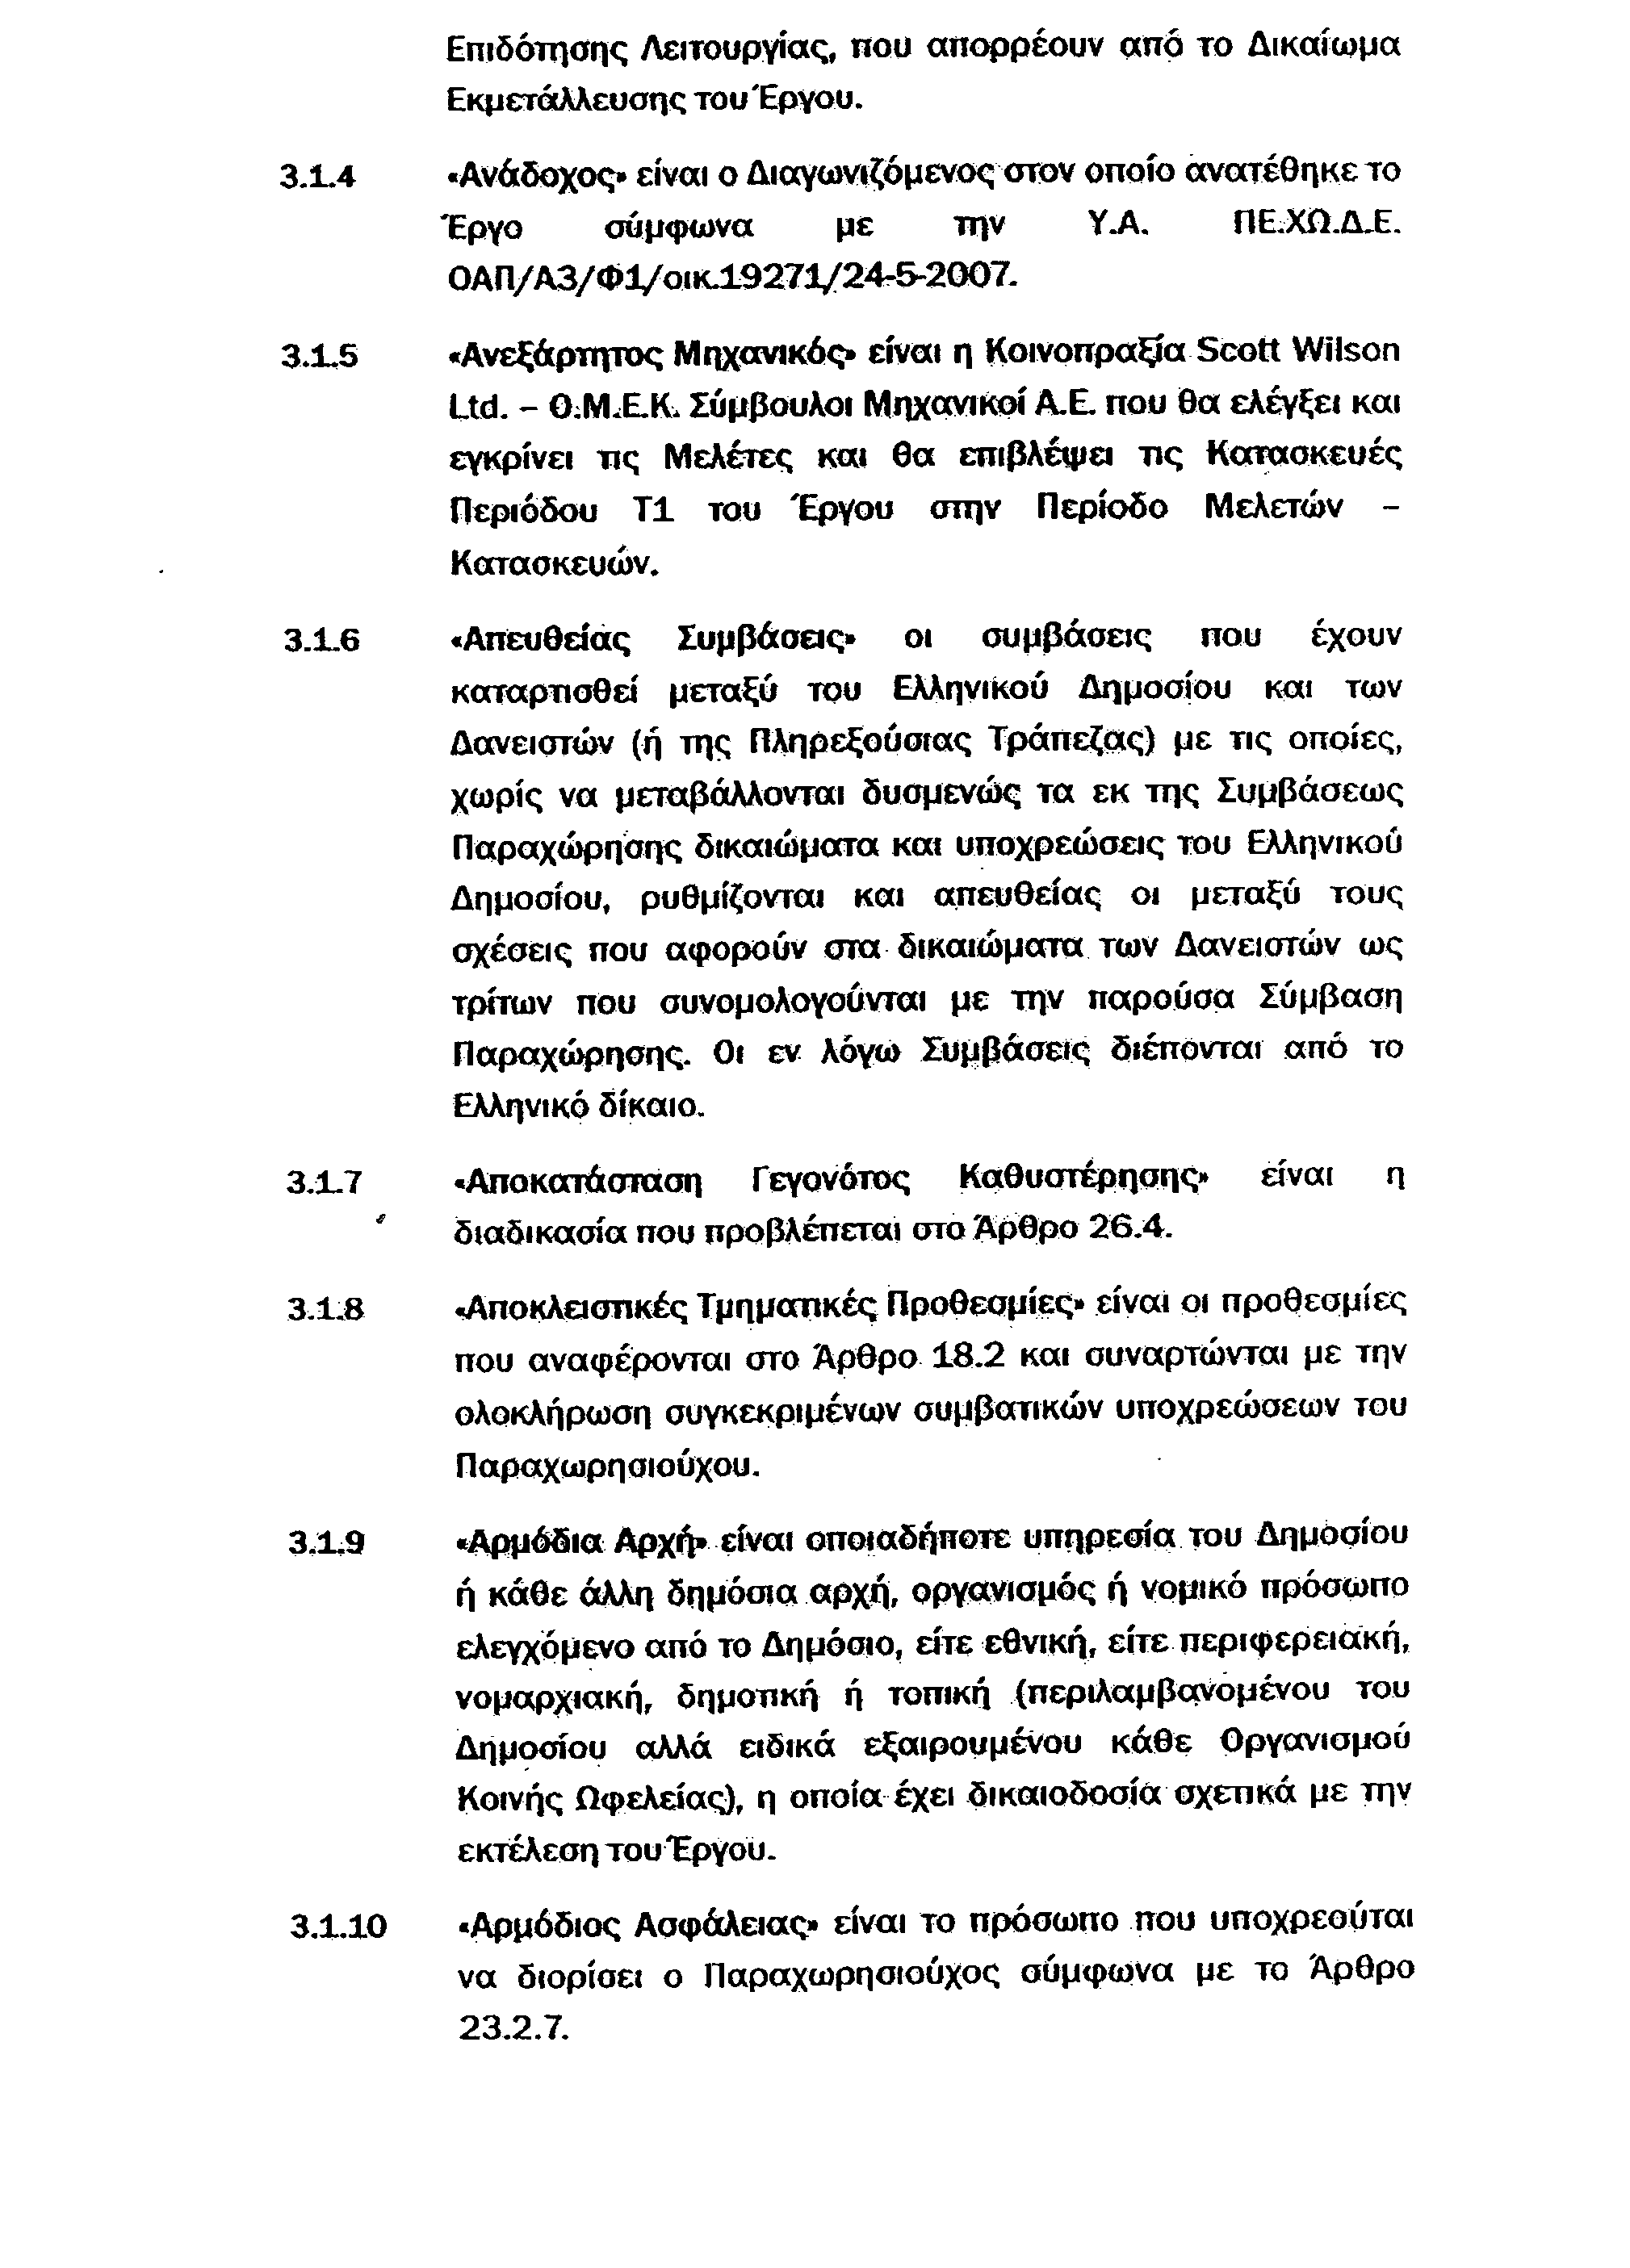 Επιδότησης Λειτουργίας, που απορρέουν από το Δικαίωμα
Εκμετάλλευσης του Έργου.
3.1.4 «Ανάδοχος» είναι ο Διαγωνιζόμενος στον οποίο ανατέθηκε το
Έργο σύμφωνα με την Υ.Α. ΠΕ.ΧΩ.Δ.Ε.
ΟΑΠ/Α3/Φ1/οικ.19271/24-5-2007.
3.1.5 «Ανεξάρτητος Μηχανικός» είναι η Κοινοπραξία Scott Wilson
Ltd. – Ο.Μ.Ε.Κ. Σύμβουλοι Μηχανικοί Α.Ε. που θα ελέγξει και
εγκρίνει τις Μελέτες και θα επιβλέψει τις Κατασκευές
Περιόδου Τ1 του Έργου στην Περίοδο Μελετών –
Κατασκευών.
3.1.6 «Απευθείας Συμβάσεις» οι συμβάσεις που έχουν
καταρτισθεί μεταξύ του Ελληνικού Δημοσίου και των
Δανειστών (ή της Πληρεξούσιας Τράπεζας) με τις οποίες,
χωρίς να μεταβάλλονται δυσμενώς τα εκ της Συμβάσεως
Παραχώρησης δικαιώματα και υποχρεώσεις του Ελληνικού
Δημοσίου, ρυθμίζονται και απευθείας οι μεταξύ τους
σχέσεις που αφορούν στα δικαιώματα των Δανειστών ως
τρίτων που συνομολογούνται με την παρούσα Σύμβαση
Παραχώρησης. Οι εν λόγω Συμβάσεις διέπονται από το
Ελληνικό δίκαιο.
3.1.7 «Αποκατάσταση Γεγονότος Καθυστέρησης» είναι η
διαδικασία που προβλέπεται στο Άρθρο 26.4.
3.1.8 «Αποκλειστικές Τμηματικές Προθεσμίες» είναι οι προθεσμίες
που αναφέρονται στο Άρθρο 18.2 και συναρτώνται με την
ολοκλήρωση συγκεκριμένων συμβατικών υποχρεώσεων του
Παραχωρησιούχου.
3.1.9 «Αρμόδια Αρχή» είναι οποιαδήποτε υπηρεσία του Δημοσίου
ή κάθε άλλη δημόσια αρχή, οργανισμός ή νομικό πρόσωπο
ελεγχόμενο από το Δημόσιο, είτε εθνική, είτε περιφερειακή,
νομαρχιακή, δημοτική ή τοπική (περιλαμβανομένου του
Δημοσίου αλλά ειδικά εξαιρουμένου κάθε Οργανισμού
Κοινής Ωφελείας), η οποία έχει δικαιοδοσία σχετικά με την
εκτέλεση του Έργου.
3.1.10 «Αρμόδιος Ασφάλειας» είναι το πρόσωπο που υποχρεούται
να διορίσει ο Παραχωρησιούχος σύμφωνα με το Άρθρο
23.2.7.